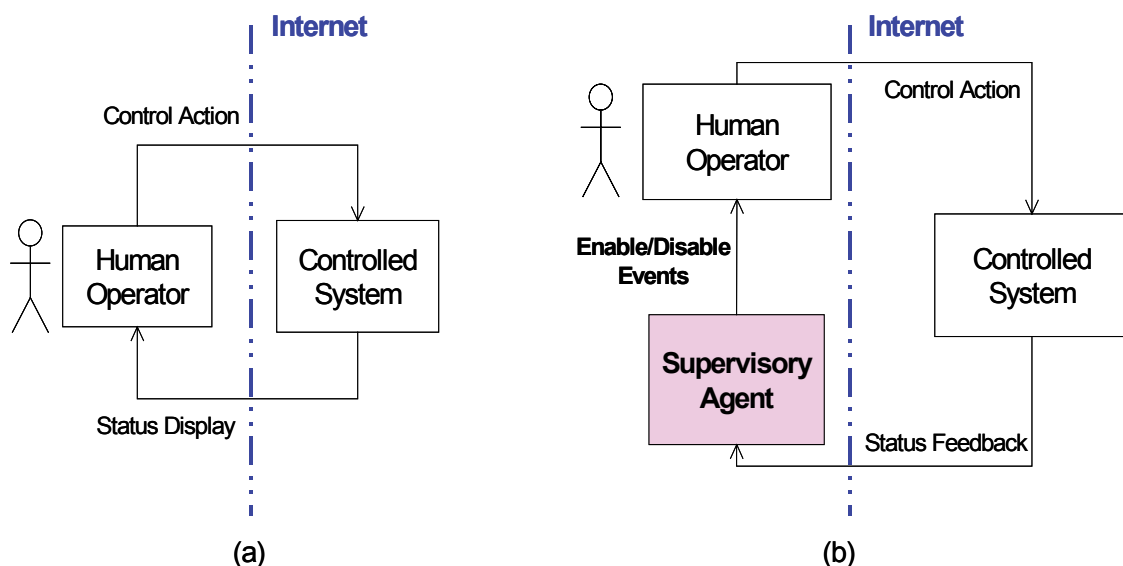 Internet
Control Action
Human
Operator
Controlled
System
Status Display
(a)
Internet
Control Action
Human
Operator
Enable/Disable
Events
Controlled
System
Supervisory
Agent
Status Feedback
(b)